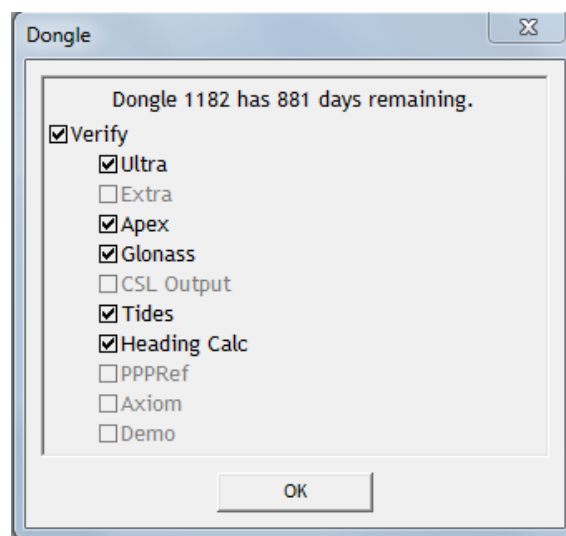 Dongle
Dongle 1182 has 881 days remaining.
Verify
Ultra
Extra
Apex
Glonass
CSL Output
Tides
Heading Calc
PPPRef
Axiom
Demo
OK